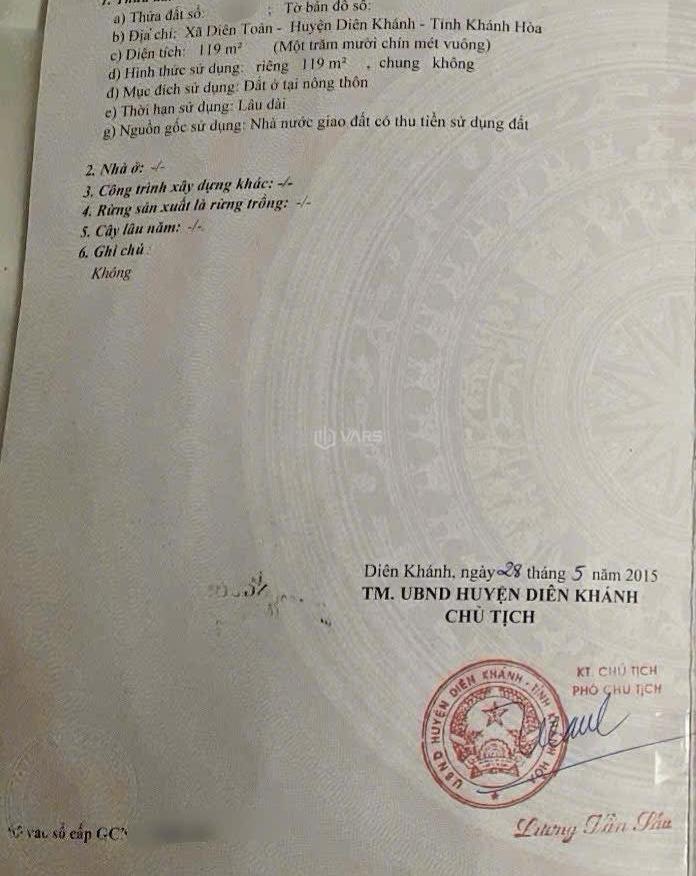 a) Thửa đất số: ; Tờ bản đồ số:
b) Địa chỉ: Xã Diên Toàn - Huyện Diên Khánh - Tỉnh Khánh Hòa
c) Diện tích: 119 m² (Một trăm mười chín mét vuông)
d) Hình thức sử dụng: riêng 119 m² , chung không
đ) Mục đích sử dụng: Đất ở tại nông thôn
e) Thời hạn sử dụng: Lâu dài
g) Nguồn gốc sử dụng: Nhà nước giao đất có thu tiền sử dụng đất
2. Nhà ở: -/-
3. Công trình xây dựng khác: -/-
4. Rừng sản xuất là rừng trồng: -/-
5. Cây lâu năm: -/-
6. Ghi chú :
Không
VARS
Diên Khánh, ngày 28 tháng 5 năm 2015
TM. UBND HUYỆN DIÊN KHÁNH
CHỦ TỊCH
KT. CHỦ TỊCH
PHÓ CHỦ TỊCH
UBND HUYỆN DIÊN KHÁNH - TỈNH KHÁNH HÒA
Lương Văn
vào sổ cấp GCN